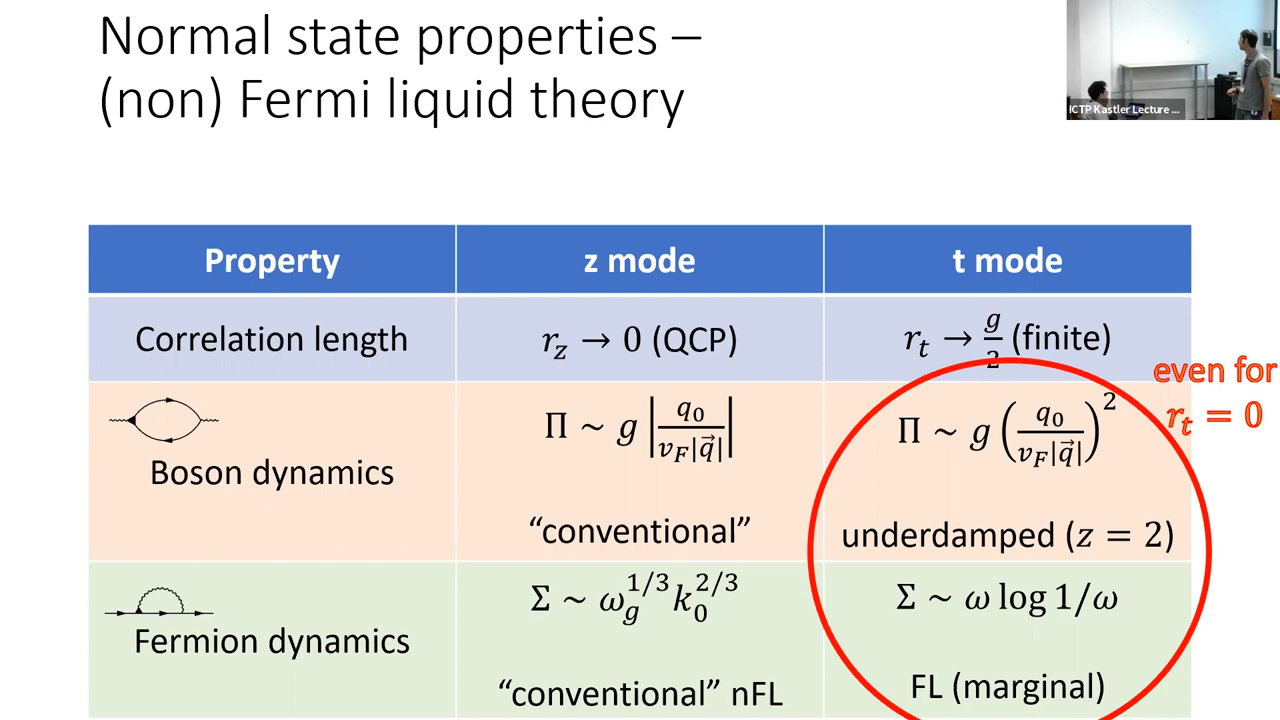 Normal state properties –
(non) Fermi liquid theory
ICTP Kastler Lecture ...
Property z mode t mode
Correlation length r_z → 0 (QCP) r_t → g/2 (finite)
even for
r_t = 0
Boson dynamics Π ~ g |q_0/(v_F|q⃗|)| Π ~ g (q_0/(v_F|q⃗|))^2
“conventional” underdamped (z = 2)
Fermion dynamics Σ ~ ω_g^{1/3} k_0^{2/3} Σ ~ ω log 1/ω
“conventional” nFL FL (marginal)